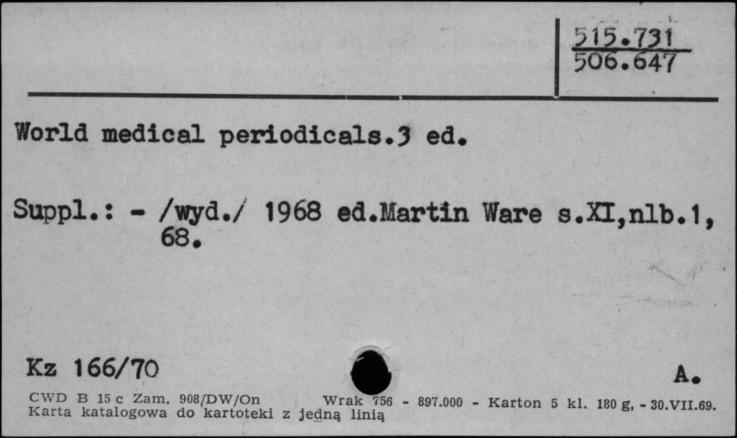 515.731
506.647
World medical periodicals.3 ed.
Suppl.: - /wyd./ 1968 ed.Martin Ware s.XI,nlb.1,
68.
Kz 166/70
A.
CWD B 15 c Zam. 908/DW/On Wrak 756 - 897.000 - Karton 5 kl. 180 g, - 30.VII.69.
Karta katalogowa do kartoteki z jedną linią